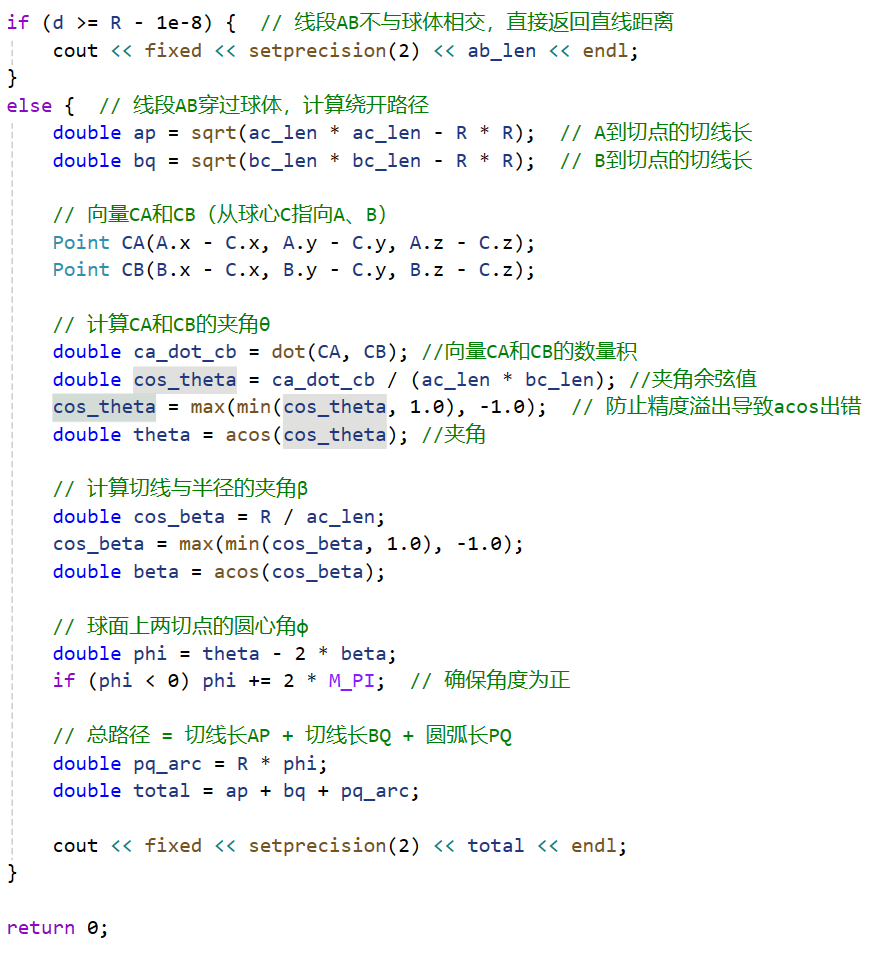 if (d >= R - 1e-8) {  // 线段AB不与球体相交，直接返回直线距离
    cout << fixed << setprecision(2) << ab_len << endl;
}
else {  // 线段AB穿过球体，计算绕开路径
    double ap = sqrt(ac_len * ac_len - R * R);  // A到切点的切线长
    double bq = sqrt(bc_len * bc_len - R * R);  // B到切点的切线长

    // 向量CA和CB（从球心C指向A、B）
    Point CA(A.x - C.x, A.y - C.y, A.z - C.z);
    Point CB(B.x - C.x, B.y - C.y, B.z - C.z);

    // 计算CA和CB的夹角θ
    double ca_dot_cb = dot(CA, CB); //向量CA和CB的数量积
    double cos_theta = ca_dot_cb / (ac_len * bc_len); //夹角余弦值
    cos_theta = max(min(cos_theta, 1.0), -1.0);  // 防止精度溢出导致acos出错
    double theta = acos(cos_theta); //夹角

    // 计算切线与半径的夹角β
    double cos_beta = R / ac_len;
    cos_beta = max(min(cos_beta, 1.0), -1.0);
    double beta = acos(cos_beta);

    // 球面上两切点的圆心角φ
    double phi = theta - 2 * beta;
    if (phi < 0) phi += 2 * M_PI;  // 确保角度为正

    // 总路径 = 切线长AP + 切线长BQ + 圆弧长PQ
    double pq_arc = R * phi;
    double total = ap + bq + pq_arc;

    cout << fixed << setprecision(2) << total << endl;
}

return 0;